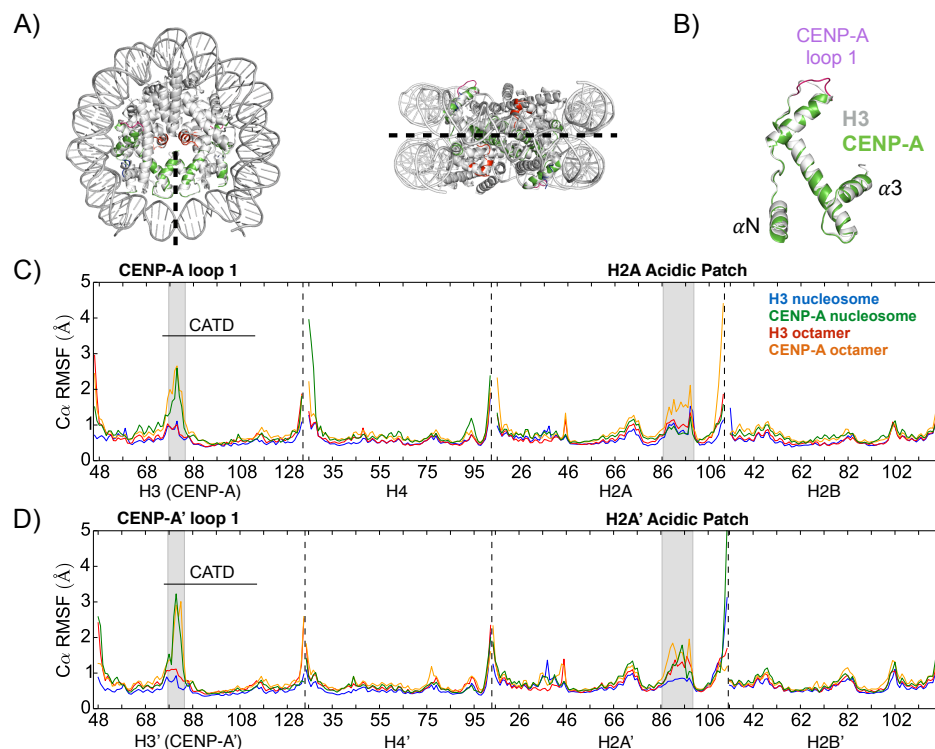 A)
B)
CENP-A
loop 1
H3
CENP-A
αN
α3
C)
CENP-A loop 1
H2A Acidic Patch
5
4
3
2
1
0
Cα RMSF (Å)
CATD
H3 nucleosome
CENP-A nucleosome
H3 octamer
CENP-A octamer
48 68 88 108 128 35 55 75 95 26 46 66 86 106 42 62 82 102
H3 (CENP-A) H4 H2A H2B
D)
CENP-A’ loop 1
H2A’ Acidic Patch
5
4
3
2
1
0
Cα RMSF (Å)
CATD
48 68 88 108 128 35 55 75 95 26 46 66 86 106 42 62 82 102
H3’ (CENP-A’) H4’ H2A’ H2B’